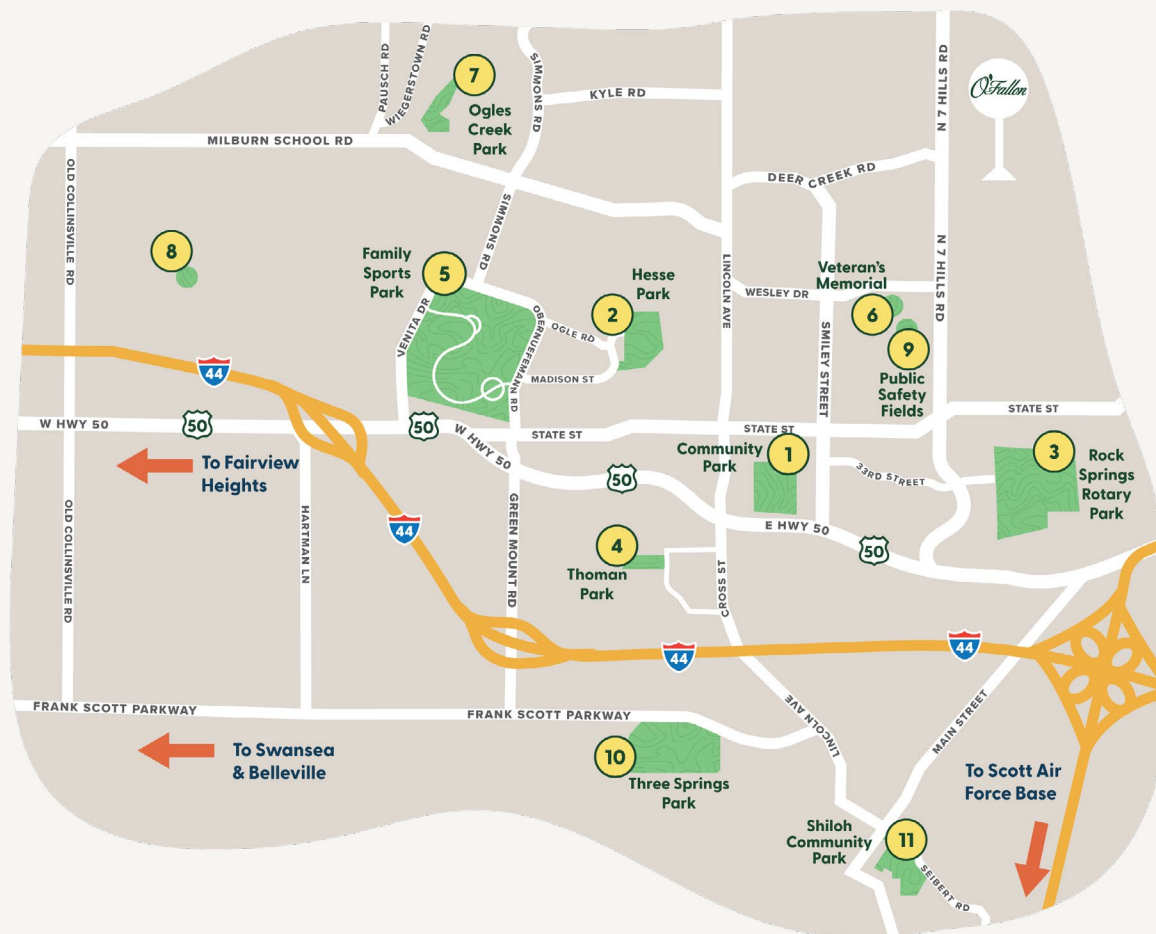 PAUSCH RD
WIEGERSTOWN RD
7
Ogles
Creek
Park
SIMMONS RD
KYLE RD
N 7 HILLS RD
O'Fallon
MILBURN SCHOOL RD
OLD COLLINSVILLE RD
DEER CREEK RD
SIMMONS RD
8
Family
Sports
Park
5
Hesse
Park
2
LINCOLN AVE
Veteran's
Memorial
WESLEY DR
6
N 7 HILLS RD
VENITA DR
OBERNUEFEMANN RD
OGLE RD
MADISON ST
SMILEY STREET
9
Public
Safety
Fields
44
W HWY 50
50
50
W HWY 50
STATE ST
STATE ST
STATE ST
To Fairview
Heights
50
Community
Park
1
33RD STREET
3
Rock
Springs
Rotary
Park
OLD COLLINSVILLE RD
HARTMAN LN
44
GREEN MOUNT RD
4
Thoman
Park
E HWY 50
50
CROSS ST
44
44
FRANK SCOTT PARKWAY
FRANK SCOTT PARKWAY
LINCOLN AVE
MAIN STREET
To Swansea
& Belleville
10
Three Springs
Park
To Scott Air
Force Base
Shiloh
Community
Park
11
SEIBERT RD